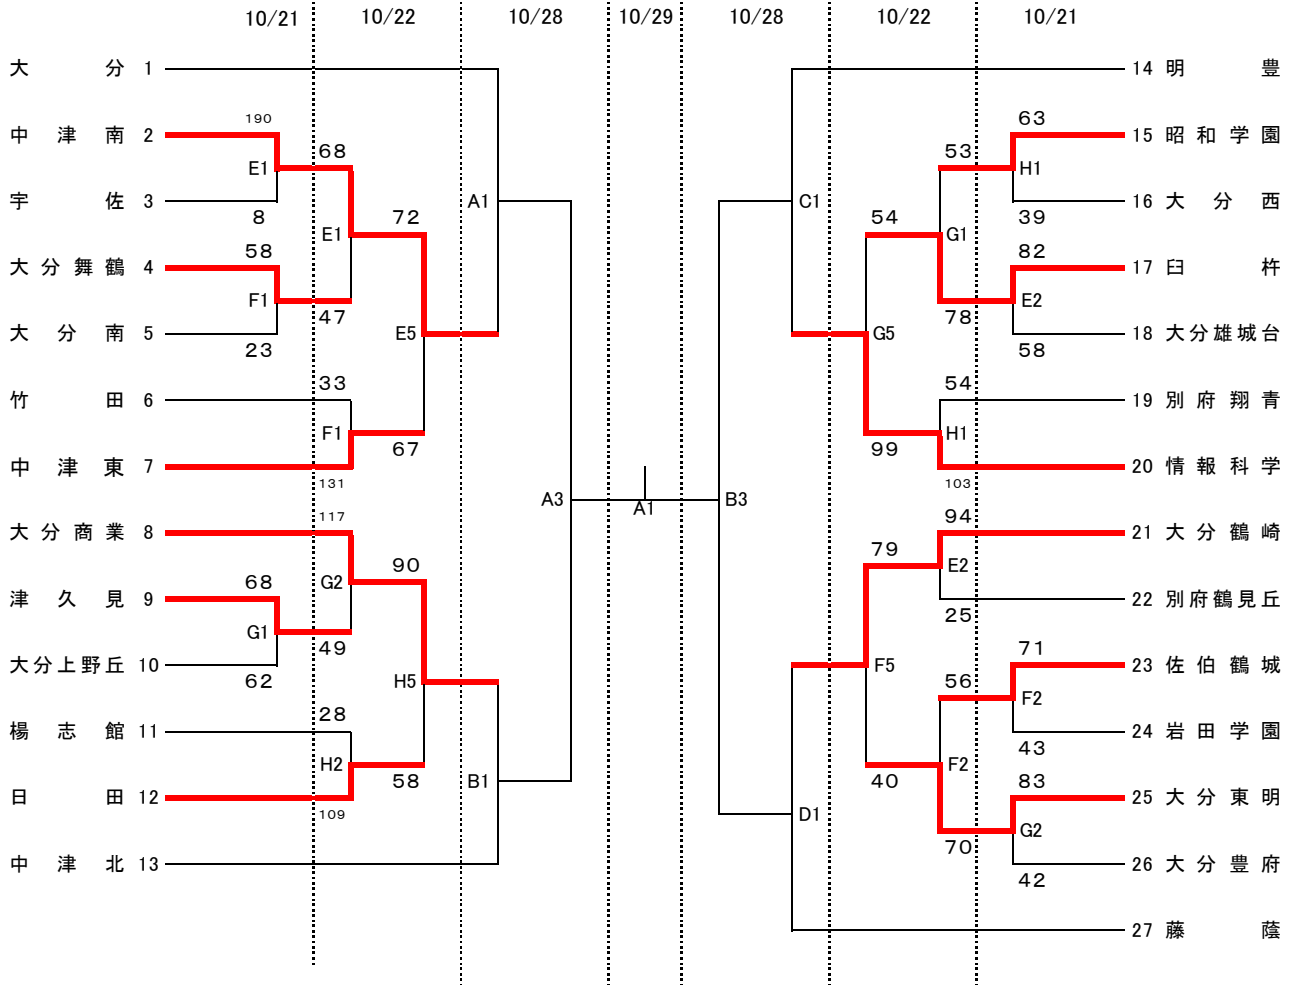 10/21 10/22 10/28 10/29 10/28 10/22 10/21
大分 1 14 明豊
190 63
中津南 2 15 昭和学園
68 53
E1 H1
宇佐 3 A1 C1 16 大分西
8 72 54 39
E1 G1
58 82
大分舞鶴 4 17 臼杵
F1 E2
47 78
大分南 5 E5 G5 18 大分雄城台
23 58
33 54
竹田 6 19 別府翔青
F1 H1
67 99
中津東 7 20 情報科学
131 103
A3 A1 B3
117 94
大分商業 8 21 大分鶴崎
90 79
E2
68 G2
津久見 9 22 別府鶴見丘
25
G1
49 71
大分上野丘 10 F5 23 佐伯鶴城
62 H5 56
F2
28
楊志館 11 24 岩田学園
43
H2 F2
58 B1 40 83
日田 12 25 大分東明
109 D1
G2
70
中津北 13 26 大分豊府
42
27 藤蔭